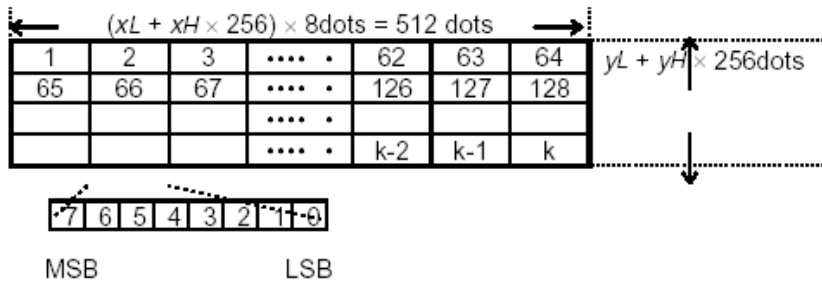 (xL + xH × 256) × 8dots = 512 dots
1 2 3 •••• • 62 63 64
yL + yH × 256dots
65 66 67 •••• • 126 127 128
•••• •
•••• • k-2 k-1 k
7 6 5 4 3 2 1 0
MSB LSB